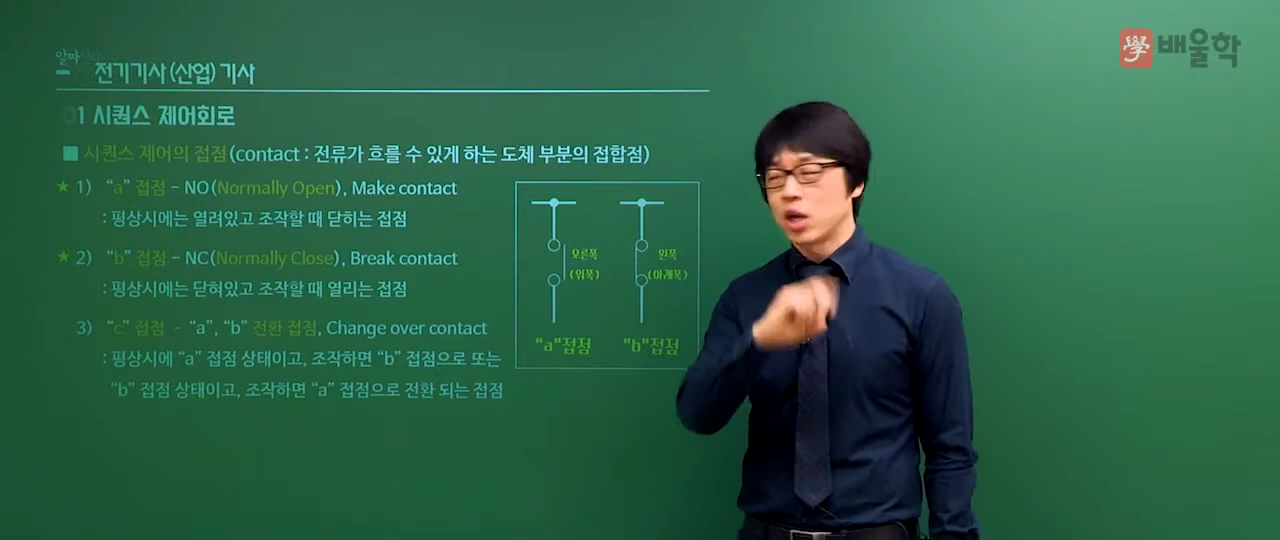 學 배울학
알짜
전기기사(산업) 기사
01 시퀀스 제어회로
■ 시퀀스 제어의 접점(contact : 전류가 흐를 수 있게 하는 도체 부분의 접합점)
★ 1) “a” 접점 - NO(Normally Open), Make contact
: 평상시에는 열려있고 조작할 때 닫히는 접점
★ 2) “b” 접점 - NC(Normally Close), Break contact
: 평상시에는 닫혀있고 조작할 때 열리는 접점
3) “c” 접점 - “a”, “b” 전환 접점, Change over contact
: 평상시에 “a” 접점 상태이고, 조작하면 “b” 접점으로 또는
“b” 접점 상태이고, 조작하면 “a” 접점으로 전환 되는 접점
오른쪽 왼쪽
(위쪽) (아래쪽)
“a”접점 “b”접점